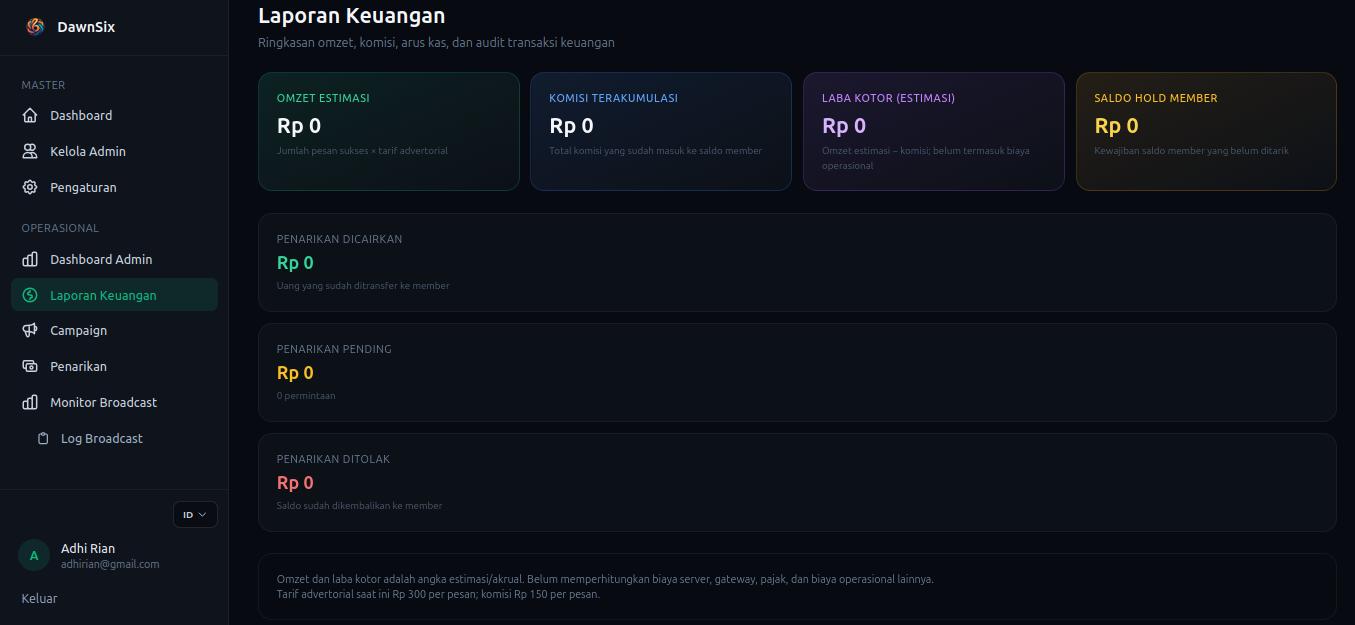 DawnSix
MASTER
Dashboard
Kelola Admin
Pengaturan
OPERASIONAL
Dashboard Admin
Laporan Keuangan
Campaign
Penarikan
Monitor Broadcast
Log Broadcast
ID
A
Adhi Rian
adhirian@gmail.com
Keluar
Laporan Keuangan
Ringkasan omzet, komisi, arus kas, dan audit transaksi keuangan
OMZET ESTIMASI
Rp 0
Jumlah pesan sukses × tarif advertorial
KOMISI TERAKUMULASI
Rp 0
Total komisi yang sudah masuk ke saldo member
LABA KOTOR (ESTIMASI)
Rp 0
Omzet estimasi – komisi; belum termasuk biaya
operasional
SALDO HOLD MEMBER
Rp 0
Kewajiban saldo member yang belum ditarik
PENARIKAN DICAIRKAN
Rp 0
Uang yang sudah ditransfer ke member
PENARIKAN PENDING
Rp 0
0 permintaan
PENARIKAN DITOLAK
Rp 0
Saldo sudah dikembalikan ke member
Omzet dan laba kotor adalah angka estimasi/akrual. Belum memperhitungkan biaya server, gateway, pajak, dan biaya operasional lainnya.
Tarif advertorial saat ini Rp 300 per pesan; komisi Rp 150 per pesan.